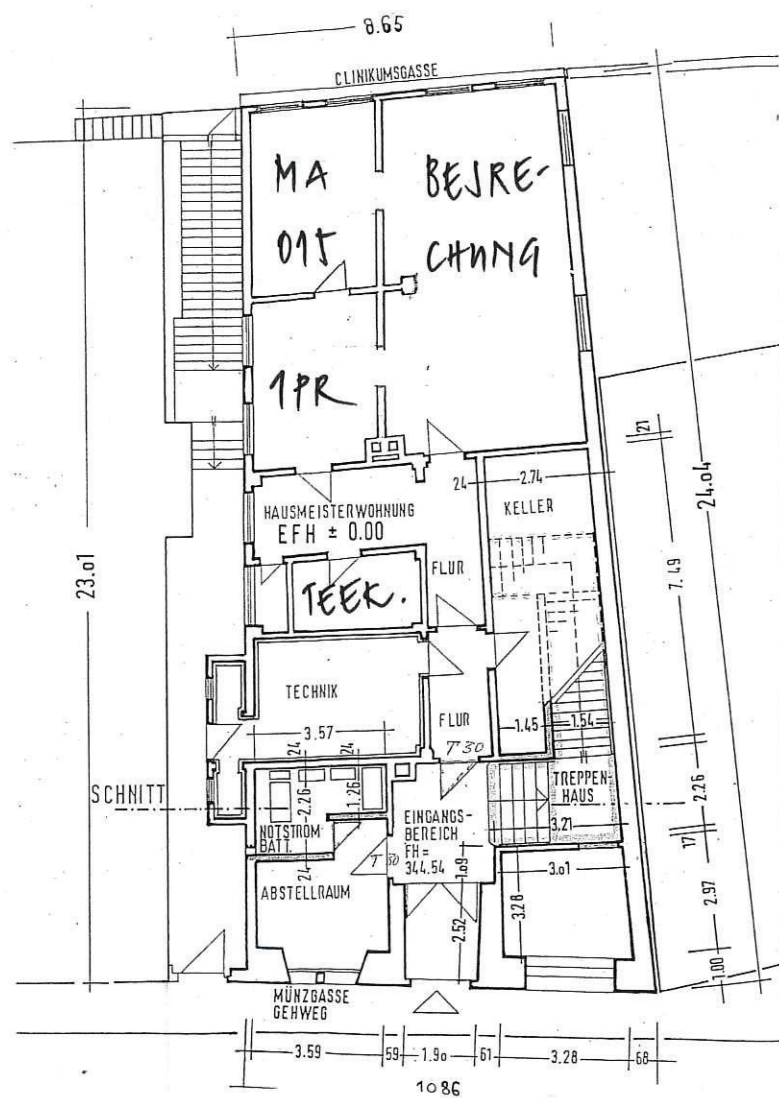 8.65
CLINIKUMSGASSE
MA
015
BESRE-
CHUNG
1PR
21
24.04
24
2.74
KELLER
HAUSMEISTERWOHNUNG
EFH ± 0.00
FLUR
7.49
23.01
TEEK.
TECHNIK
3.57
FLUR
1.45
1.54
T30
24
24
SCHNITT
2.26
1.26
NOTSTROM
BATT.
EINGANGS-
BEREICH
FH =
344.54
TREPPEN
HAUS
3.21
2.26
17
24
T30
1.09
3.01
ABSTELLRAUM
2.52
3.28
2.97
1.00
MÜNZGASSE
GEHWEG
3.59
59
1.90
61
3.28
68
1086